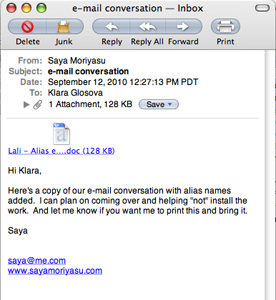 e-mail conversation — Inbox
Delete Junk Reply Reply All Forward Print
From: Saya Moriyasu
Subject: e-mail conversation
Date: September 12, 2010 12:27:13 PM PDT
To: Klara Glosova
1 Attachment, 128 KB Save
a
Lali – Alias e....doc (128 KB)
Hi Klara,
Here's a copy of our e-mail conversation with alias names
added. I can plan on coming over and helping "not" install the
work. And let me know if you want me to print this and bring it.
Saya
saya@me.com
www.sayamoriyasu.com